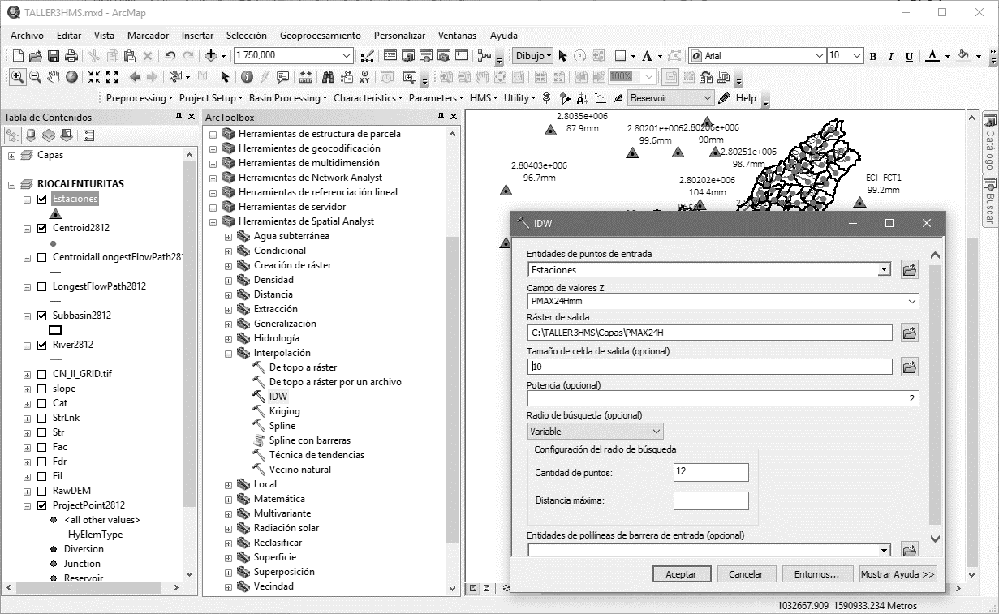 TALLER3HMS.mxd - ArcMap
Archivo Editar Vista Marcador Insertar Selección Geoprocesamiento Personalizar Ventanas Ayuda
1:750,000 Dibujo A Arial 10 B I U A
100%
Preprocessing Project Setup Basin Processing Characteristics Parameters HMS Utility Reservoir Help
Tabla de Contenidos
Capas
RIOCALENTURITAS
Estaciones
Centroid2812
CentroidalLongestFlowPath28
LongestFlowPath2812
Subbasin2812
River2812
CN_II_GRID.tif
slope
Cat
StrLnk
Str
Fac
Fdr
Fil
RawDEM
ProjectPoint2812
<all other values>
HyElemType
Diversion
Junction
Reservoir
ArcToolbox
Herramientas de estructura de parcela
Herramientas de geocodificación
Herramientas de multidimensión
Herramientas de Network Analyst
Herramientas de referenciación lineal
Herramientas de servidor
Herramientas de Spatial Analyst
Agua subterránea
Condicional
Creación de ráster
Densidad
Distancia
Extracción
Generalización
Hidrología
Interpolación
De topo a ráster
De topo a ráster por un archivo
IDW
Kriging
Spline
Spline con barreras
Técnica de tendencias
Vecino natural
Local
Matemática
Multivariante
Radiación solar
Reclasificar
Superficie
Superposición
Vecindad
2.8035e+006
87.9mm
2.80201e+006
99.6mm
90mm
2.80251e+006
98.7mm
2.80403e+006
96.7mm
2.80202e+006
104.4mm
ECI_FCT1
99.2mm
Catálogo
Buscar
IDW
Entidades de puntos de entrada
Estaciones
Campo de valores Z
PMAX24Hmm
Ráster de salida
C:\TALLER3HMS\Capas\PMAX24H
Tamaño de celda de salida (opcional)
10
Potencia (opcional)
2
Radio de búsqueda (opcional)
Variable
Configuración del radio de búsqueda
Cantidad de puntos: 12
Distancia máxima:
Entidades de polilíneas de barrera de entrada (opcional)
Aceptar Cancelar Entornos... Mostrar Ayuda >>
1032667.909 1590933.234 Metros